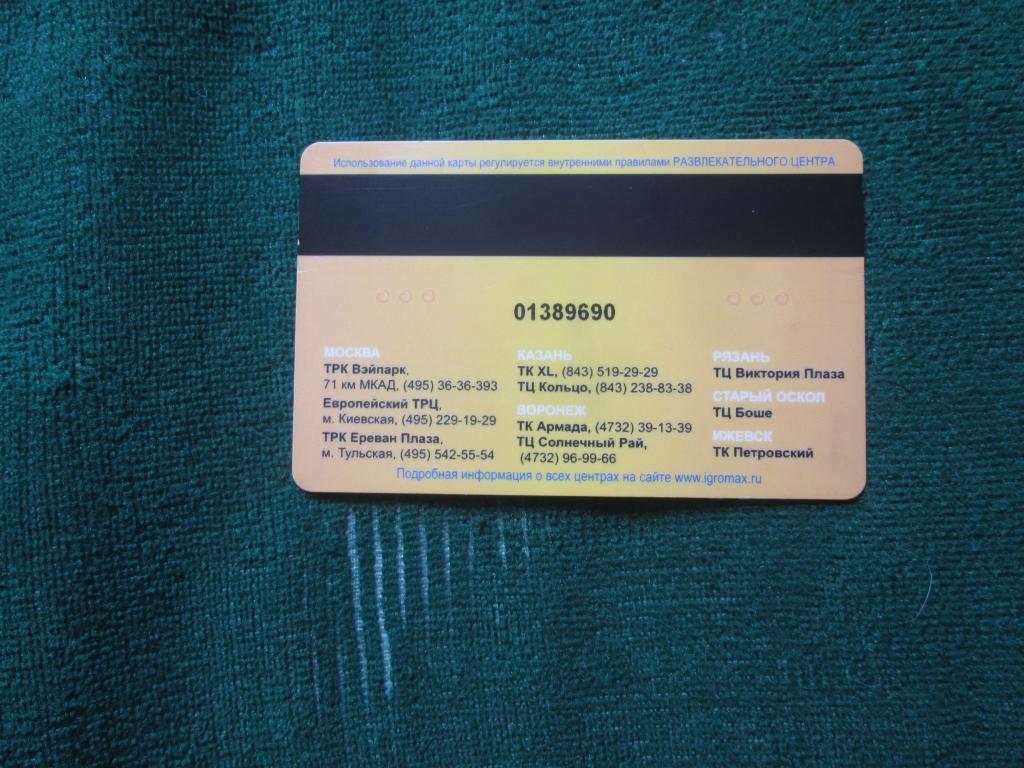 Использование данной карты регулируется внутренними правилами РАЗВЛЕКАТЕЛЬНОГО ЦЕНТРА.
01389690
МОСКВА
ТРК Вэйпарк,
71 км МКАД, (495) 36-36-393
Европейский ТРЦ,
м. Киевская, (495) 229-19-29
ТРК Ереван Плаза,
м. Тульская, (495) 542-55-54
КАЗАНЬ
ТК XL, (843) 519-29-29
ТЦ Кольцо, (843) 238-83-38
ВОРОНЕЖ
ТК Армада, (4732) 39-13-39
ТЦ Солнечный Рай,
(4732) 96-99-66
РЯЗАНЬ
ТЦ Виктория Плаза
СТАРЫЙ ОСКОЛ
ТЦ Боше
ИЖЕВСК
ТК Петровский
Подробная информация о всех центрах на сайте www.igromax.ru